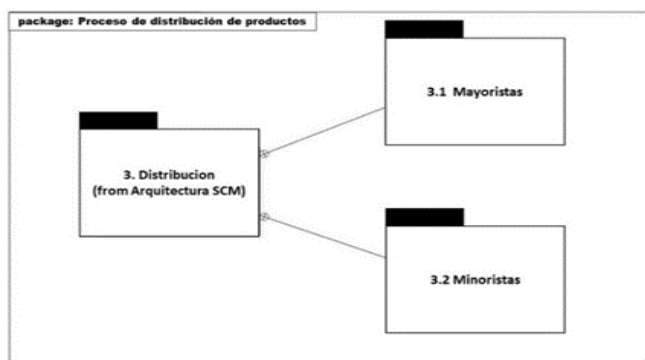 package: Proceso de distribución de productos
3.1 Mayoristas
3. Distribucion
(from Arquitectura SCM)
3.2 Minoristas